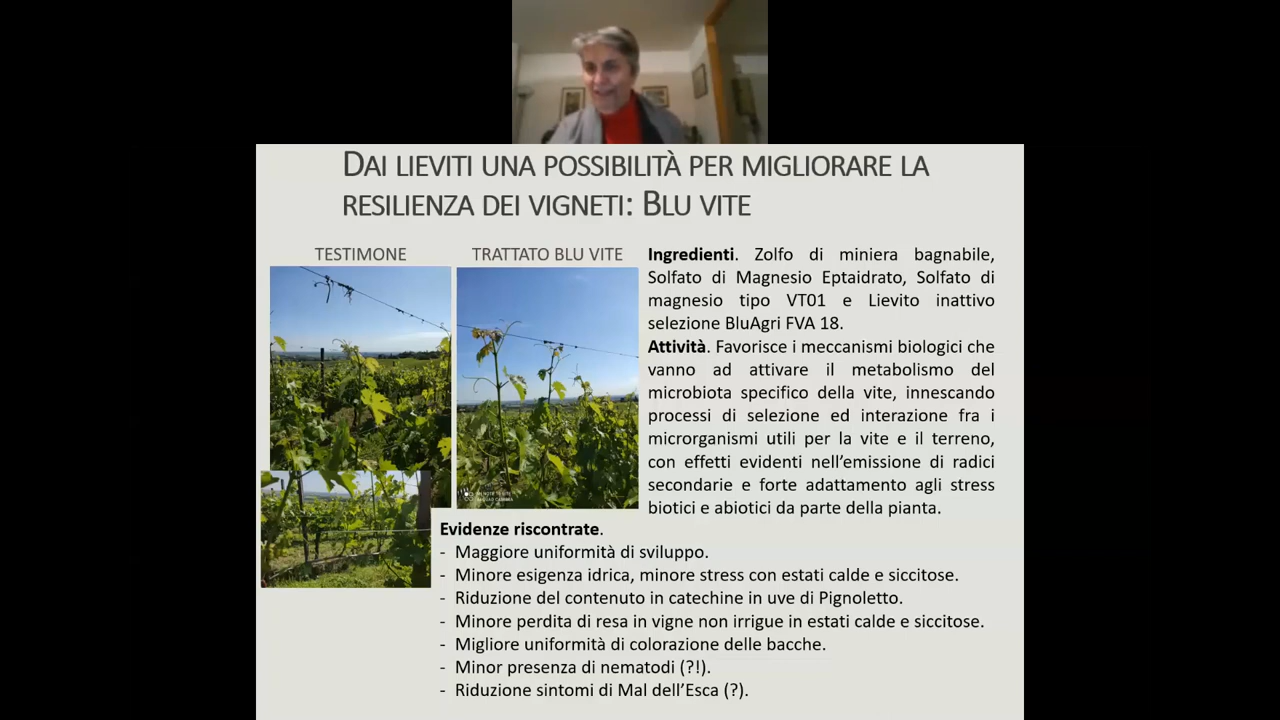 DAI LIEVITI UNA POSSIBILITÀ PER MIGLIORARE LA
RESILIENZA DEI VIGNETI: BLU VITE
TESTIMONE
TRATTATO BLU VITE
Ingredienti. Zolfo di miniera bagnabile,
Solfato di Magnesio Eptaidrato, Solfato di
magnesio tipo VT01 e Lievito inattivo
selezione BluAgri FVA 18.
Attività. Favorisce i meccanismi biologici che
vanno ad attivare il metabolismo del
microbiota specifico della vite, innescando
processi di selezione ed interazione fra i
microrganismi utili per la vite e il terreno,
con effetti evidenti nell’emissione di radici
secondarie e forte adattamento agli stress
biotici e abiotici da parte della pianta.
Evidenze riscontrate.
- Maggiore uniformità di sviluppo.
- Minore esigenza idrica, minore stress con estati calde e siccitose.
- Riduzione del contenuto in catechine in uve di Pignoletto.
- Minore perdita di resa in vigne non irrigue in estati calde e siccitose.
- Migliore uniformità di colorazione delle bacche.
- Minor presenza di nematodi (?!).
- Riduzione sintomi di Mal dell’Esca (?).